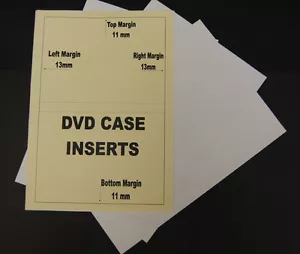 Top Margin
11 mm
Left Margin
13mm
Right Margin
13mm
DVD CASE
INSERTS
Bottom Margin
11 mm